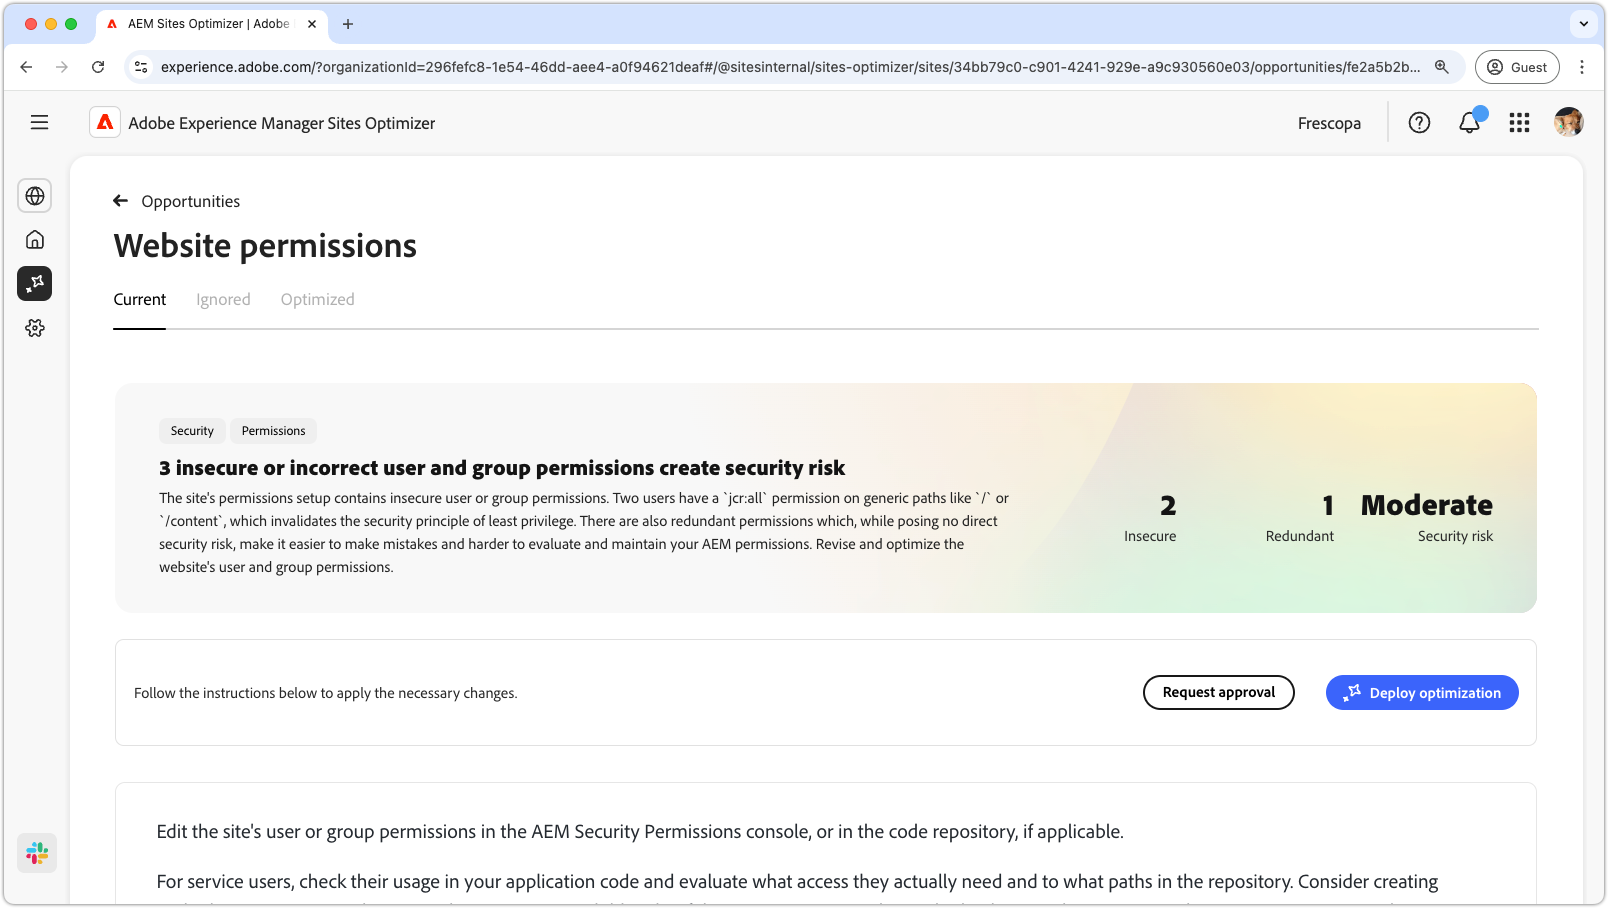 AEM Sites Optimizer | Adobe
experience.adobe.com/?organizationId=296fefc8-1e54-46dd-aee4-a0f94621deaf#/@sitesinternal/sites-optimizer/sites/34bb79c0-c901-4241-929e-a9c930560e03/opportunities/fe2a5b2b...
Guest
Adobe Experience Manager Sites Optimizer
Frescopa
Opportunities
Website permissions
Current Ignored Optimized
Security Permissions
3 insecure or incorrect user and group permissions create security risk
The site's permissions setup contains insecure user or group permissions. Two users have a `jcr:all` permission on generic paths like `/` or
`/content`, which invalidates the security principle of least privilege. There are also redundant permissions which, while posing no direct
security risk, make it easier to make mistakes and harder to evaluate and maintain your AEM permissions. Revise and optimize the
website's user and group permissions.
2 1 Moderate
Insecure Redundant Security risk
Follow the instructions below to apply the necessary changes.
Request approval
Deploy optimization
Edit the site's user or group permissions in the AEM Security Permissions console, or in the code repository, if applicable.
For service users, check their usage in your application code and evaluate what access they actually need and to what paths in the repository. Consider creating